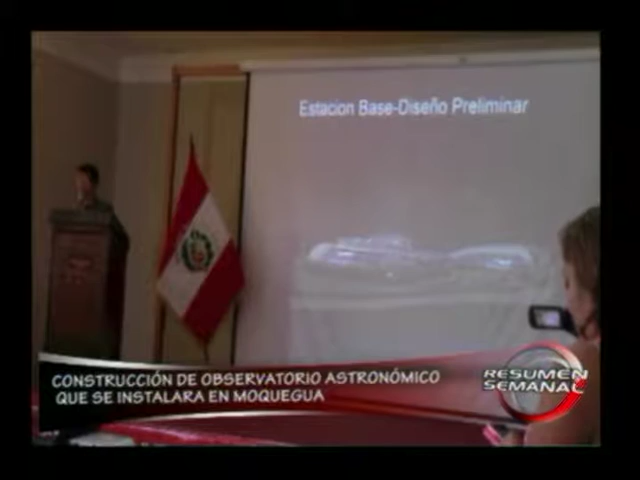 Estacion Base-Diseño Preliminar
CONSTRUCCIÓN DE OBSERVATORIO ASTRONÓMICO
QUE SE INSTALARA EN MOQUEGUA
RESUMEN
SEMANAL